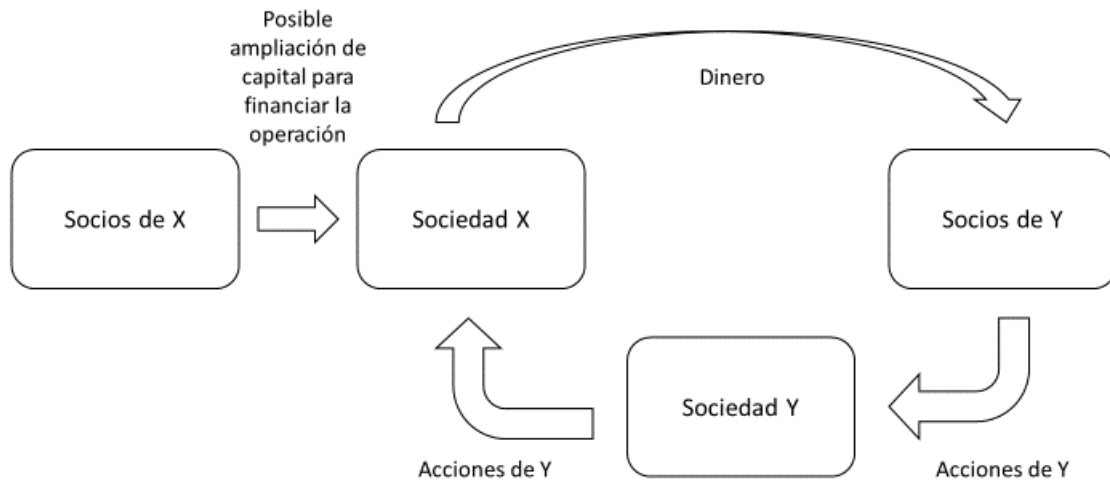 Posible
ampliación de
capital para
financiar la
operación
Dinero
Socios de X
Sociedad X
Socios de Y
Sociedad Y
Acciones de Y
Acciones de Y